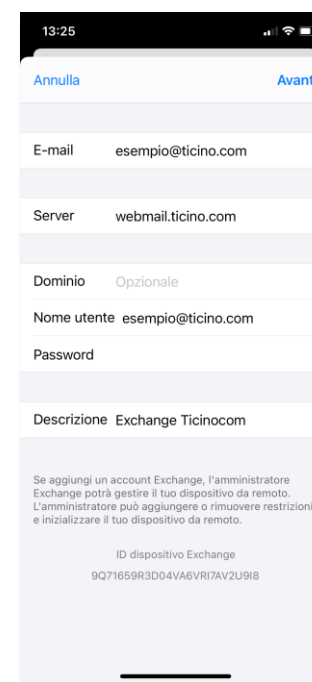 13:25
Annulla Avant
E-mail esempio@ticino.com
Server webmail.ticino.com
Dominio Opzionale
Nome utente esempio@ticino.com
Password
Descrizione Exchange Ticinocom
Se aggiungi un account Exchange, l'amministratore
Exchange potrà gestire il tuo dispositivo da remoto.
L'amministratore può aggiungere o rimuovere restrizioni
e inizializzare il tuo dispositivo da remoto.
ID dispositivo Exchange
9Q71659R3D04VA6VRI7AV2U9I8